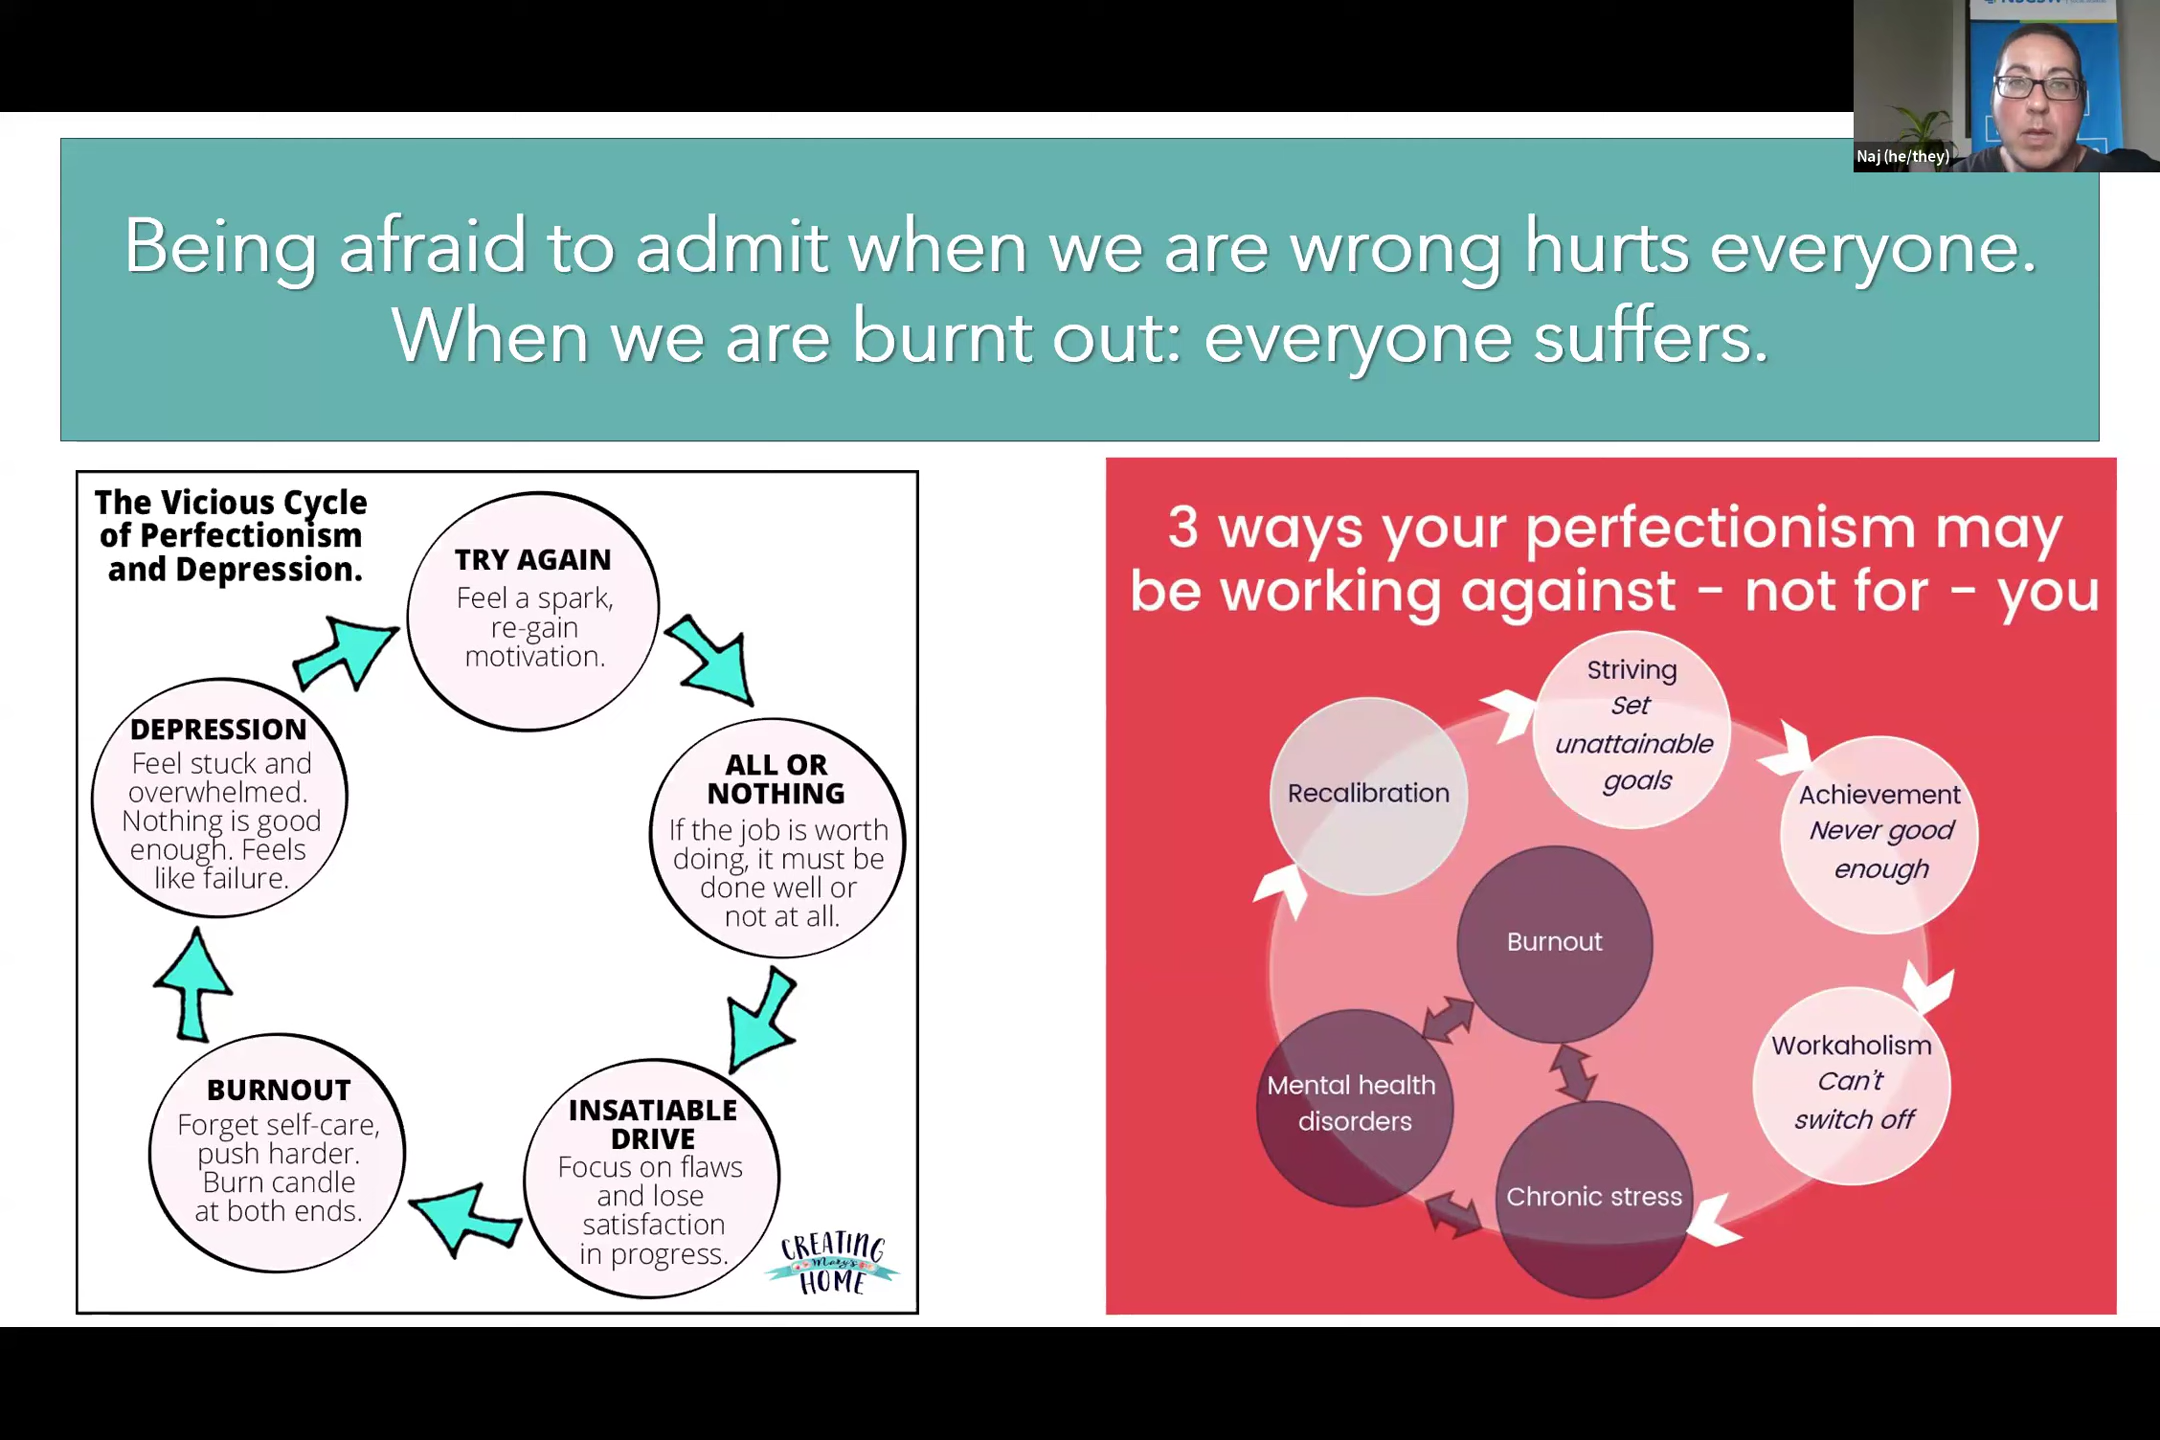 Naj (he/they)
Being afraid to admit when we are wrong hurts everyone.
When we are burnt out: everyone suffers.
The Vicious Cycle
of Perfectionism
and Depression.
TRY AGAIN
Feel a spark,
re-gain
motivation.
ALL OR
NOTHING
If the job is worth
doing, it must be
done well or
not at all.
INSATIABLE
DRIVE
Focus on flaws
and lose
satisfaction
in progress.
BURNOUT
Forget self-care,
push harder.
Burn candle
at both ends.
DEPRESSION
Feel stuck and
overwhelmed.
Nothing is good
enough. Feels
like failure.
CREATING
Mary's
HOME
3 ways your perfectionism may
be working against - not for - you
Striving
Set
unattainable
goals
Achievement
Never good
enough
Workaholism
Can't
switch off
Chronic stress
Mental health
disorders
Burnout
Recalibration